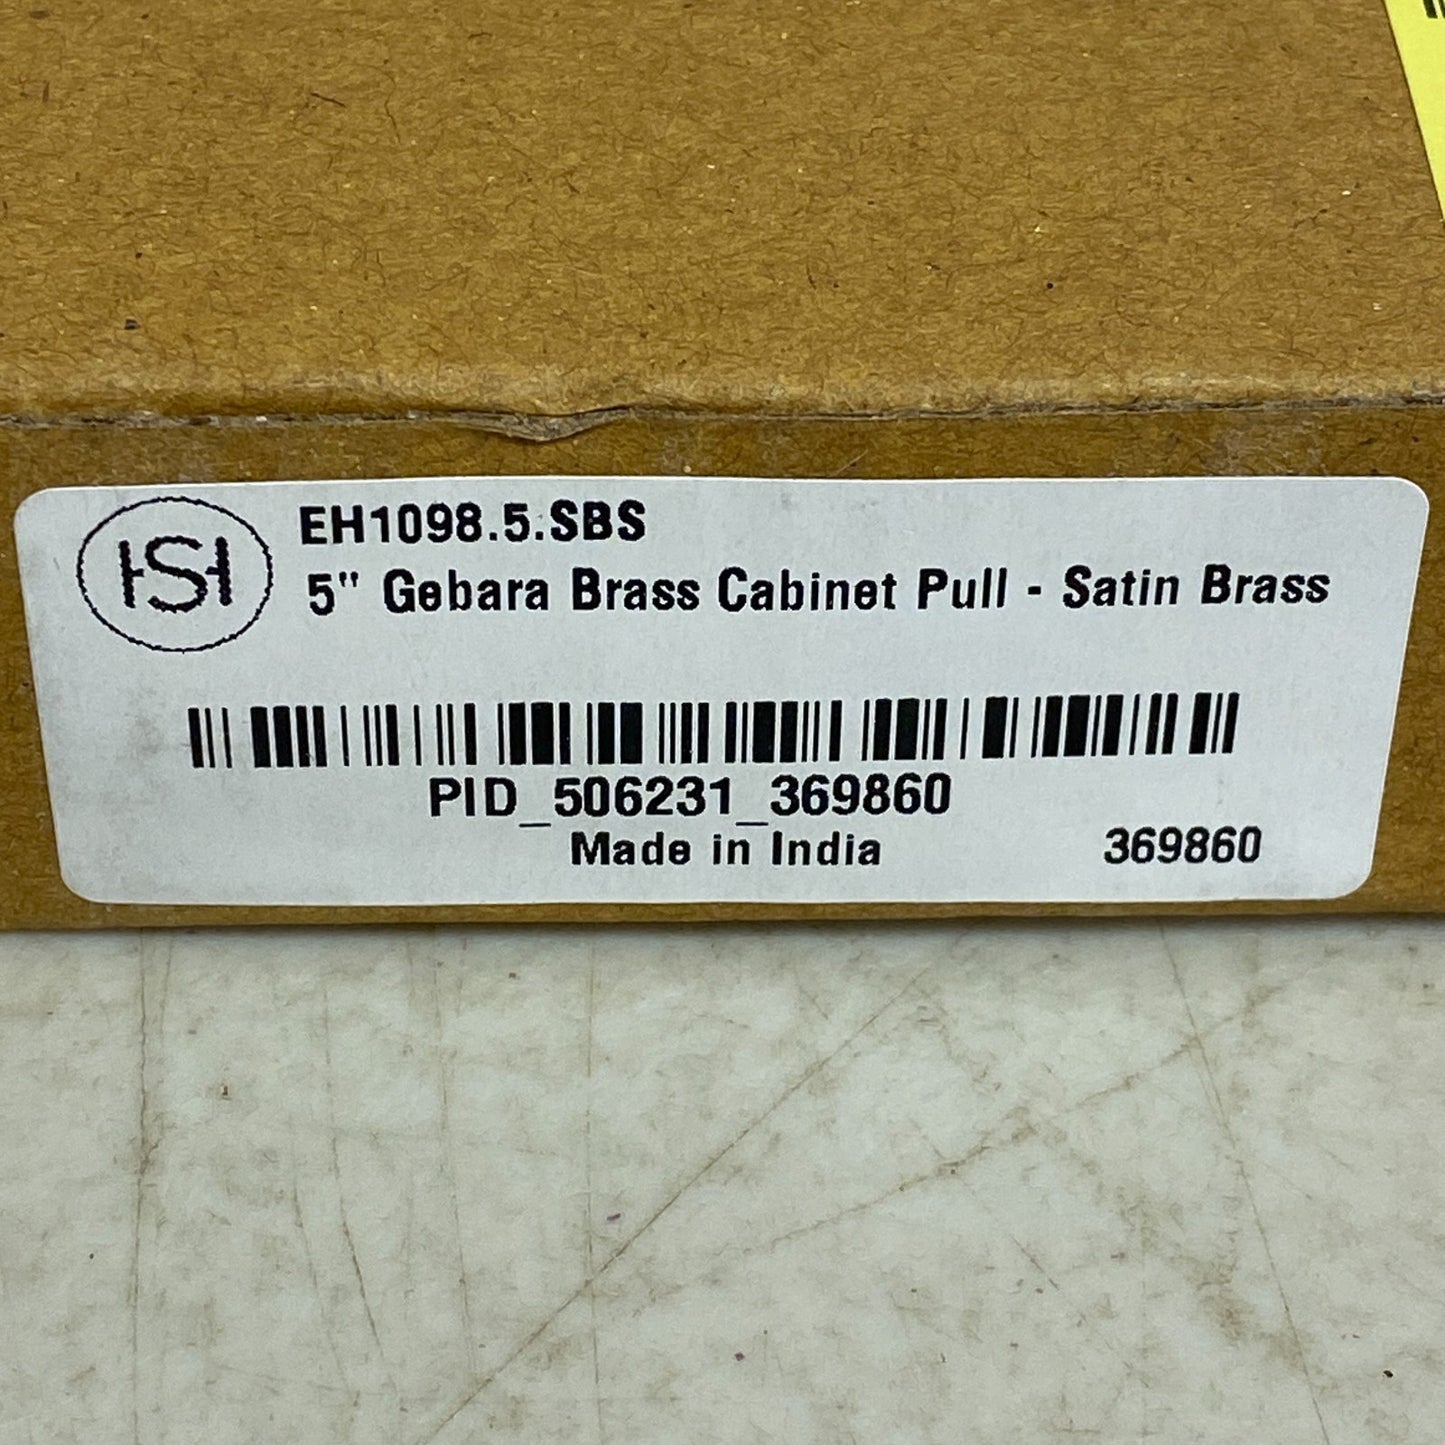 HSH
EH1098.5.SBS
5" Gebara Brass Cabinet Pull - Satin Brass
PID_506231_369860
Made in India 369860